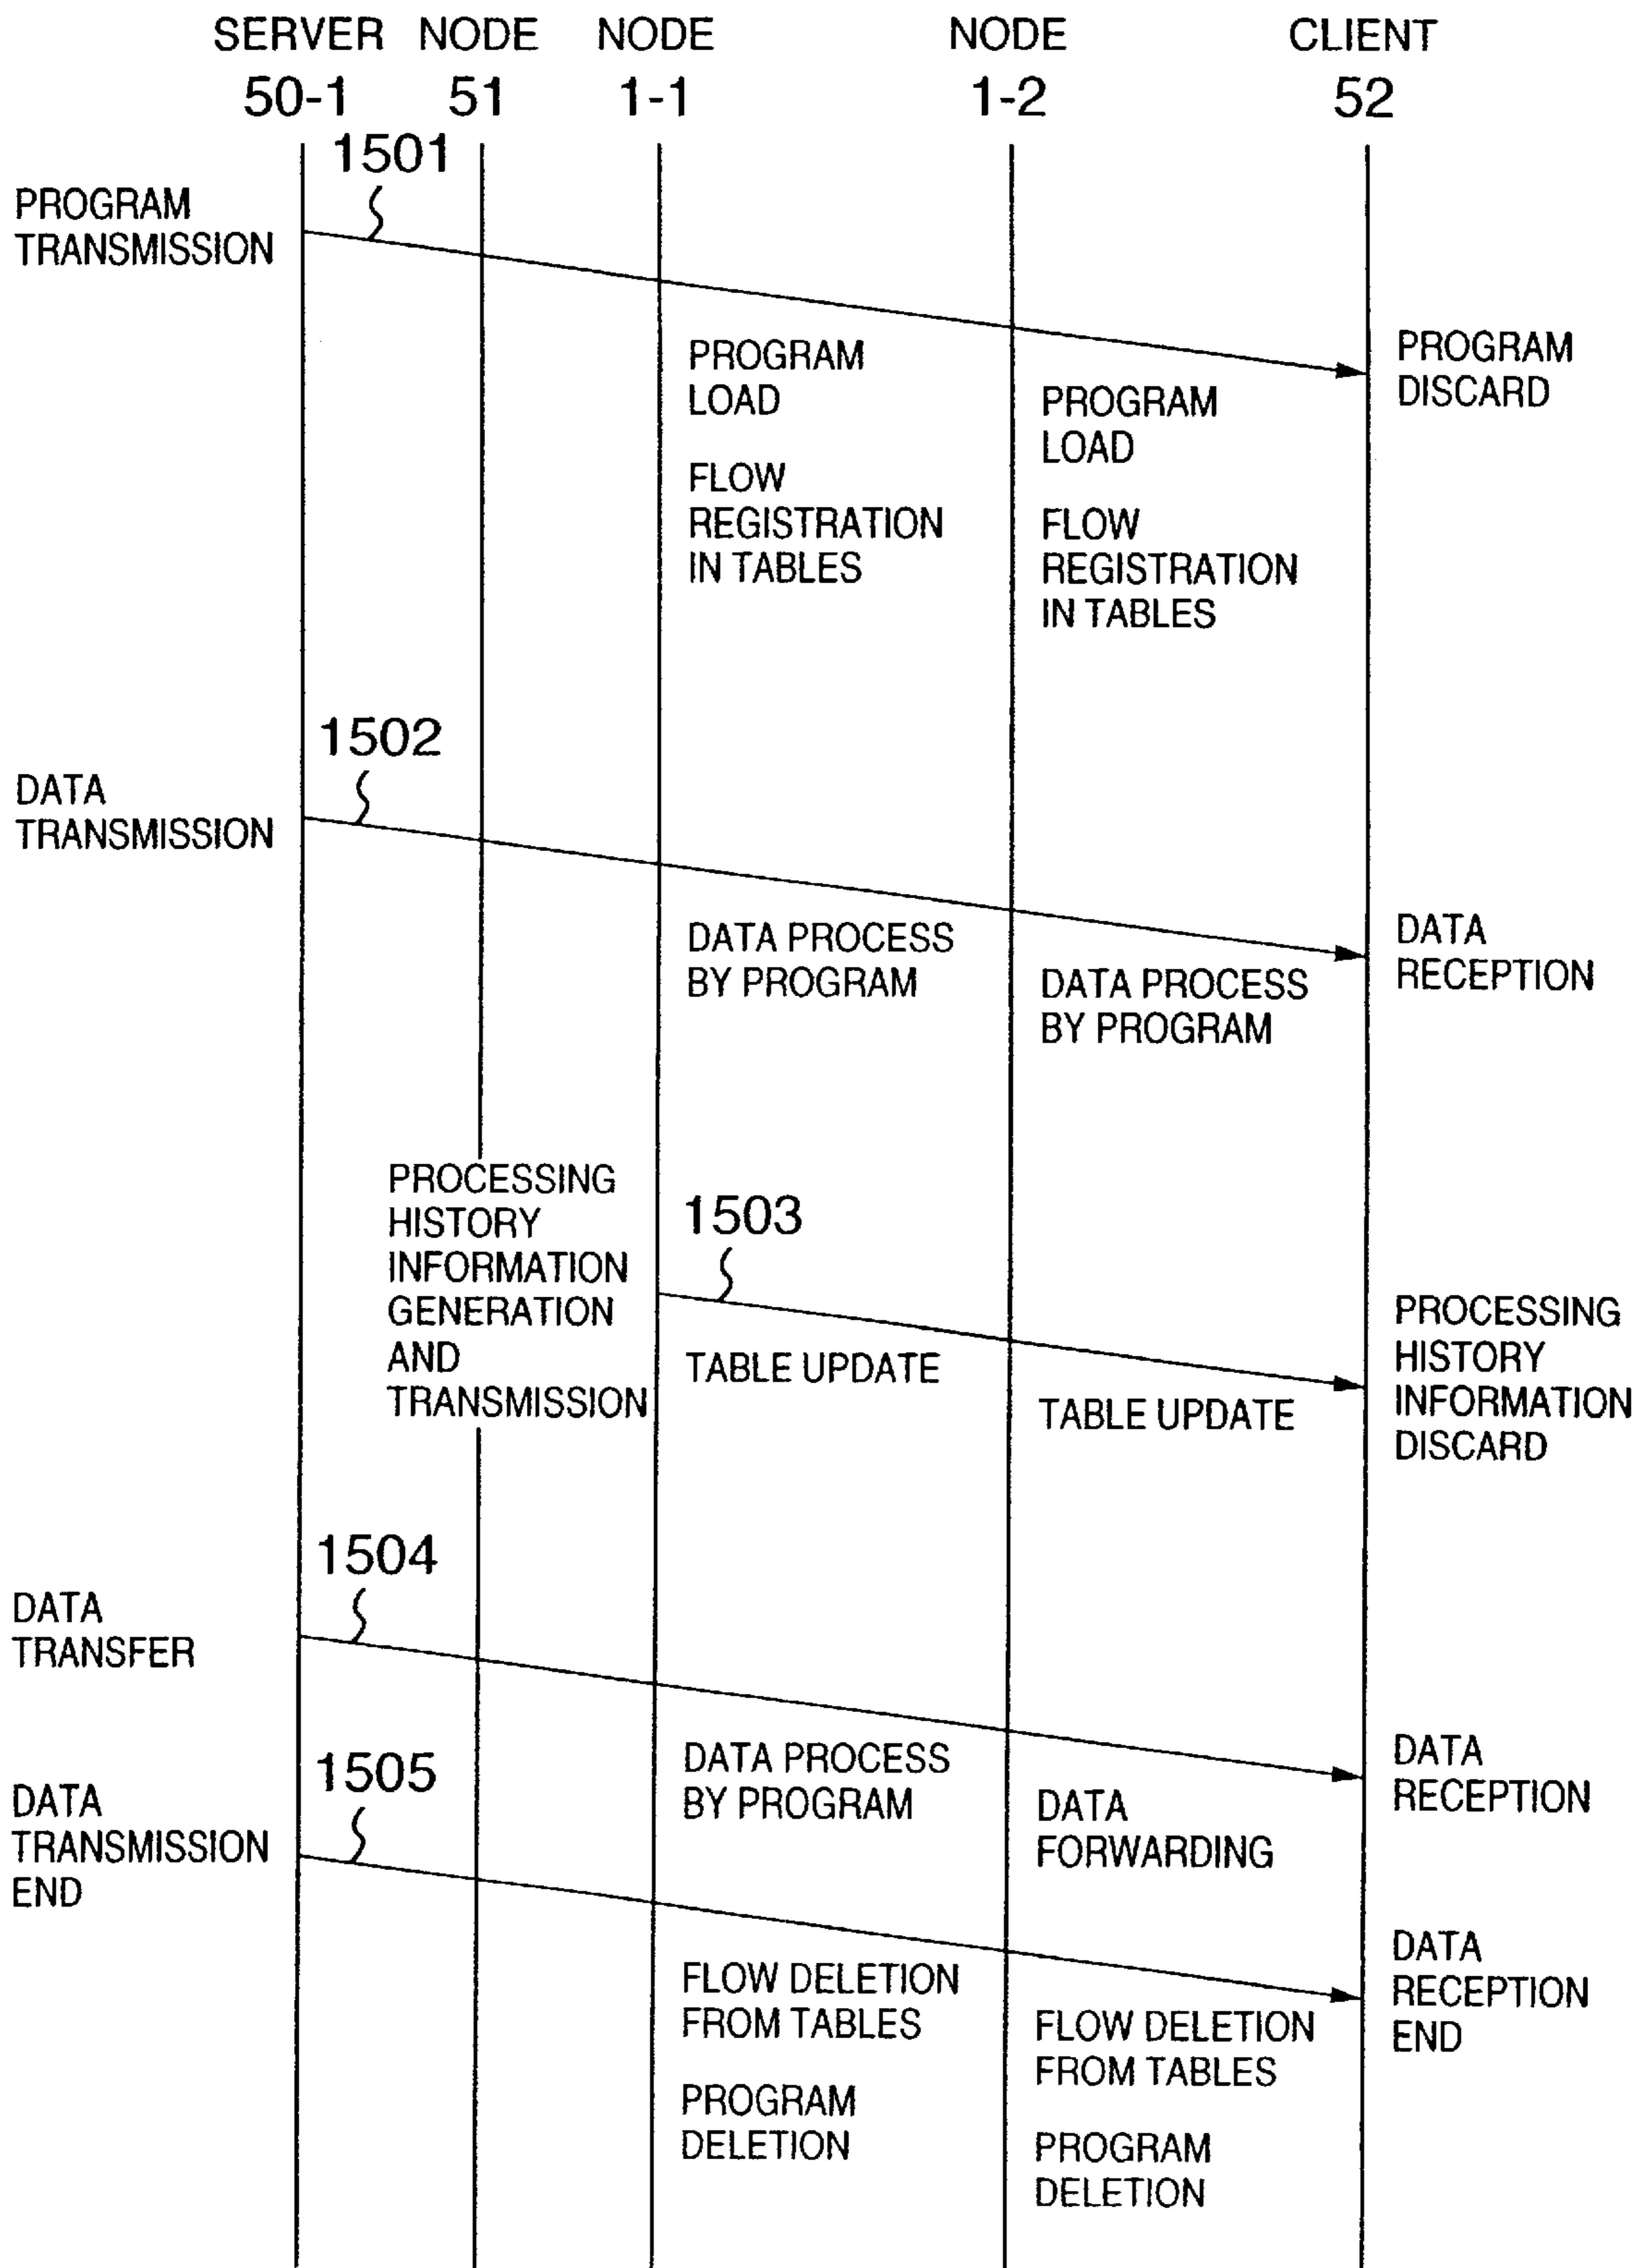 SERVER NODE NODE NODE CLIENT
50-1 51 1-1 1-2 52
1501
PROGRAM
TRANSMISSION
PROGRAM
LOAD
FLOW
REGISTRATION
IN TABLES
PROGRAM
LOAD
FLOW
REGISTRATION
IN TABLES
PROGRAM
DISCARD
1502
DATA
TRANSMISSION
DATA PROCESS
BY PROGRAM
DATA PROCESS
BY PROGRAM
DATA
RECEPTION
PROCESSING
HISTORY
INFORMATION
GENERATION
AND
TRANSMISSION
1503
TABLE UPDATE
TABLE UPDATE
PROCESSING
HISTORY
INFORMATION
DISCARD
1504
DATA
TRANSFER
DATA PROCESS
BY PROGRAM
DATA
FORWARDING
DATA
RECEPTION
1505
DATA
TRANSMISSION
END
FLOW DELETION
FROM TABLES
PROGRAM
DELETION
FLOW DELETION
FROM TABLES
PROGRAM
DELETION
DATA
RECEPTION
END